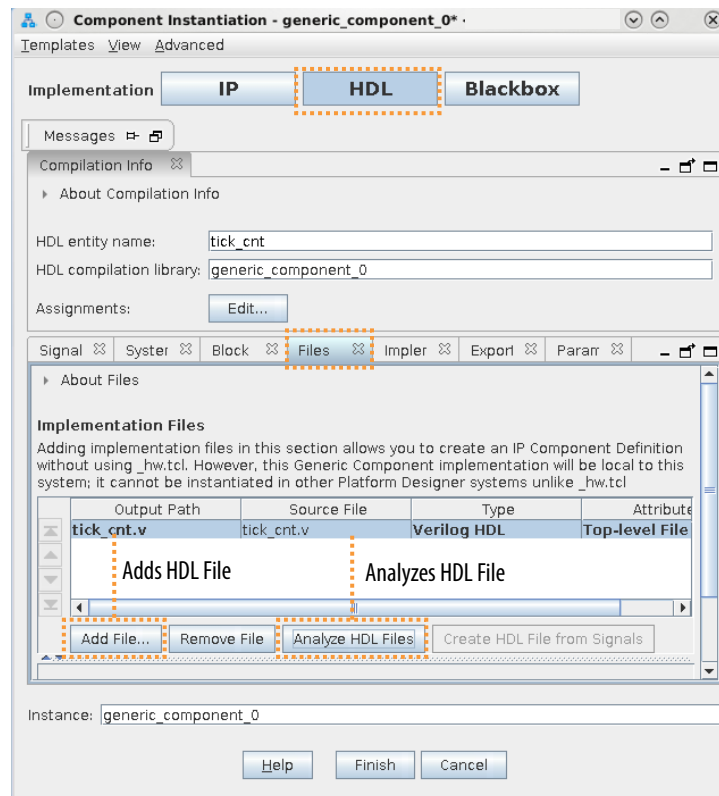 Component Instantiation - generic_component_0*
Templates View Advanced
Implementation IP HDL Blackbox
Messages
Compilation Info
About Compilation Info
HDL entity name: tick_cnt
HDL compilation library: generic_component_0
Assignments: Edit...
Signal Syster Block Files Impler Export Param
About Files
Implementation Files
Adding implementation files in this section allows you to create an IP Component Definition
without using _hw.tcl. However, this Generic Component implementation will be local to this
system; it cannot be instantiated in other Platform Designer systems unlike _hw.tcl
Output Path Source File Type Attribute
tick_cnt.v tick_cnt.v Verilog HDL Top-level File
Adds HDL File Analyzes HDL File
Add File... Remove File Analyze HDL Files Create HDL File from Signals
Instance: generic_component_0
Help Finish Cancel